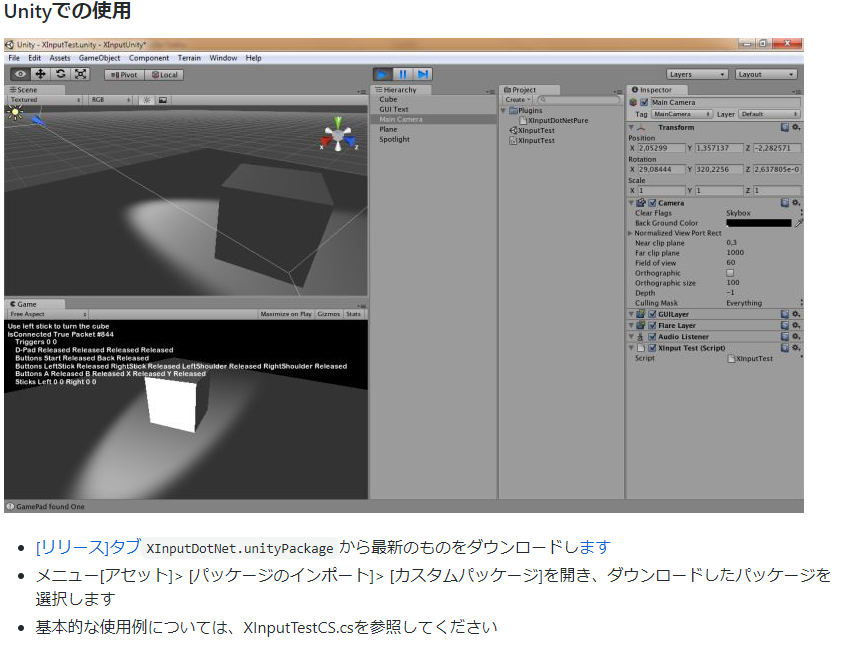 Unityでの使用
Unity - XInputTest.unity - XInputUnity*
File Edit Assets GameObject Component Terrain Window Help
Pivot Local
Layers Layout
Scene
Textured RGB
Hierarchy
Cube
GUI Text
Main Camera
Plane
Spotlight
Project
Create
Plugins
XInputDotNetPure
XInputTest
XInputTest
Inspector
Main Camera
Tag MainCamera Layer Default
Transform
Position
X 2,05299 Y 1,357137 Z -2,282571
Rotation
X 29,08444 Y 320,2256 Z 2,637805e-0
Scale
X 1 Y 1 Z 1
Camera
Clear Flags Skybox
Back Ground Color
Normalized View Port Rect
Near clip plane 0,3
Far clip plane 1000
Field of view 60
Orthographic
Orthographic size 100
Depth -1
Culling Mask Everything
GUILayer
Flare Layer
Audio Listener
XInput Test (Script)
Script XInputTest
y
x z
Game
Free Aspect Maximize on Play Gizmos Stats
Use left stick to turn the cube
IsConnected True Packet #844
Triggers 0 0
D-Pad Released Released Released Released
Buttons Start Released Back Released
Buttons LeftStick Released RightStick Released LeftShoulder Released RightShoulder Released
Buttons A Released B Released X Released Y Released
Sticks Left 0 0 Right 0 0
GamePad found One
• [リリース]タブ XInputDotNet.unityPackage から最新のものをダウンロードします
• メニュー[アセット]> [パッケージのインポート]> [カスタムパッケージ]を開き、ダウンロードしたパッケージを
選択します
• 基本的な使用例については、XInputTestCS.csを参照してください